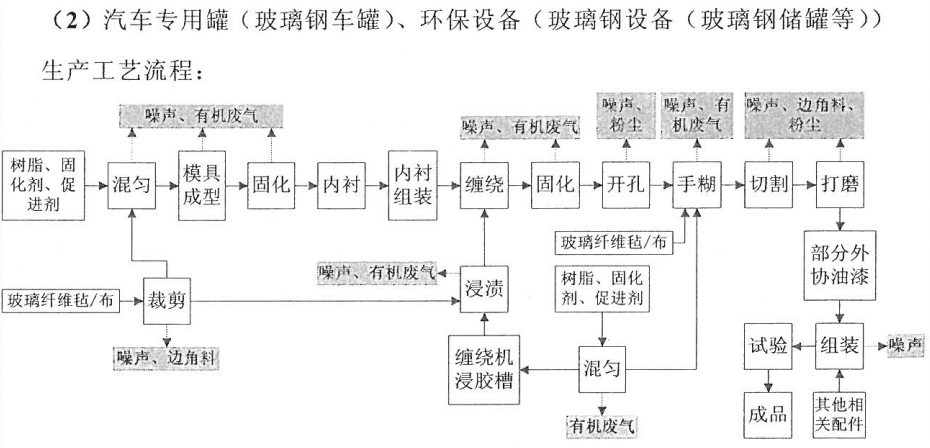 （2）汽车专用罐（玻璃钢车罐）、环保设备（玻璃钢设备（玻璃钢储罐等））
生产工艺流程：
噪声、有机废气
噪声、有机废气
噪声、
粉尘
噪声、有
机废气
噪声、边角料、
粉尘
树脂、固
化剂、促
进剂
混匀
模具
成型
固化
内衬
内衬
组装
缠绕
固化
开孔
手糊
切割
打磨
玻璃纤维毡/布
部分外
协油漆
噪声、有机废气
浸渍
树脂、固化
剂、促进剂
玻璃纤维毡/布
裁剪
噪声、边角料
缠绕机
浸胶槽
混匀
有机废气
试验
组装
噪声
成品
其他相
关配件